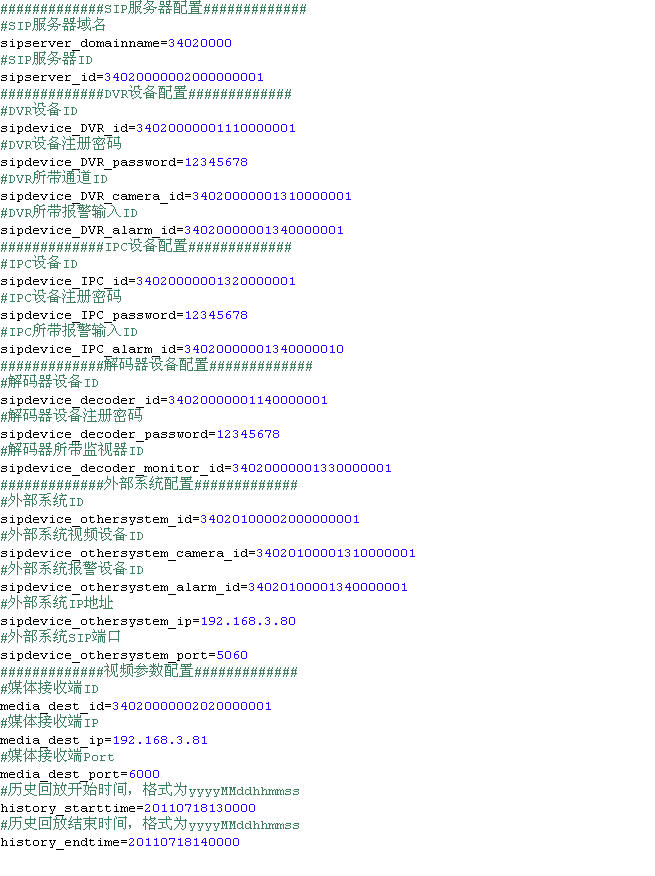 #############SIP服务器配置#############
#SIP服务器域名
sipserver_domainname=34020000
#SIP服务器ID
sipserver_id=34020000002000000001
#############DVR设备配置#############
#DVR设备ID
sipdevice_DVR_id=34020000001110000001
#DVR设备注册密码
sipdevice_DVR_password=12345678
#DVR所带通道ID
sipdevice_DVR_camera_id=34020000001310000001
#DVR所带报警输入ID
sipdevice_DVR_alarm_id=34020000001340000001
#############IPC设备配置#############
#IPC设备ID
sipdevice_IPC_id=34020000001320000001
#IPC设备注册密码
sipdevice_IPC_password=12345678
#IPC所带报警输入ID
sipdevice_IPC_alarm_id=34020000001340000010
#############解码器设备配置#############
#解码器设备ID
sipdevice_decoder_id=34020000001140000001
#解码器设备注册密码
sipdevice_decoder_password=12345678
#解码器所带监视器ID
sipdevice_decoder_monitor_id=34020000001330000001
#############外部系统配置#############
#外部系统ID
sipdevice_othersystem_id=34020100002000000001
#外部系统视频设备ID
sipdevice_othersystem_camera_id=34020100001310000001
#外部系统报警设备ID
sipdevice_othersystem_alarm_id=34020100001340000001
#外部系统IP地址
sipdevice_othersystem_ip=192.168.3.80
#外部系统SIP端口
sipdevice_othersystem_port=5060
#############视频参数配置#############
#媒体接收端ID
media_dest_id=34020000002020000001
#媒体接收端IP
media_dest_ip=192.168.3.81
#媒体接收端Port
media_dest_port=6000
#历史回放开始时间，格式为yyyyMMddhhmmss
history_starttime=20110718130000
#历史回放结束时间，格式为yyyyMMddhhmmss
history_endtime=20110718140000